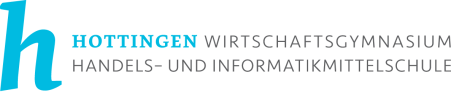 h HOTTINGEN WIRTSCHAFTSGYMNASIUM
HANDELS- UND INFORMATIKMITTELSCHULE